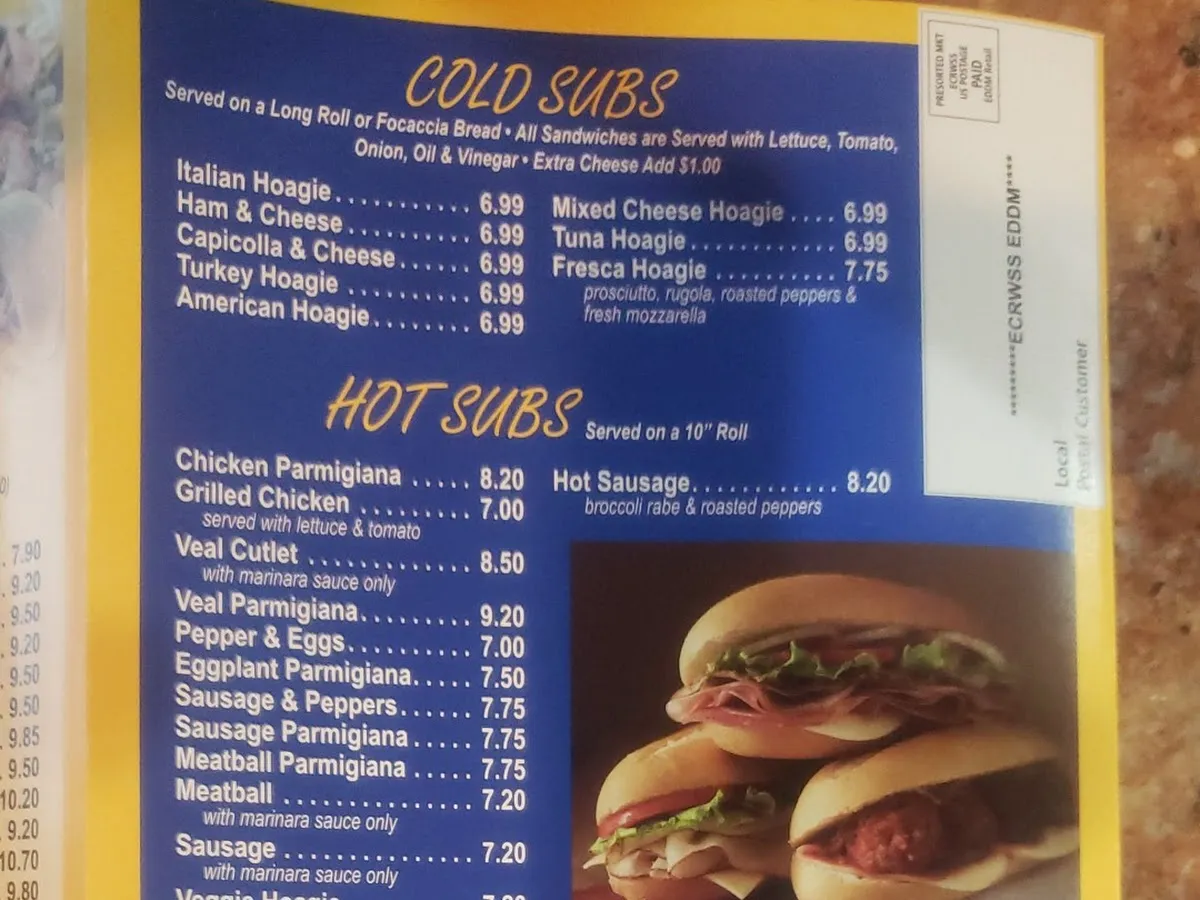 COLD SUBS
Served on a Long Roll or Focaccia Bread • All Sandwiches are Served with Lettuce, Tomato,
Onion, Oil & Vinegar • Extra Cheese Add $1.00
Italian Hoagie. . . . . . . . . . . 6.99
Ham & Cheese. . . . . . . . . . 6.99
Capicolla & Cheese. . . . . . 6.99
Turkey Hoagie . . . . . . . . . . 6.99
American Hoagie. . . . . . . . 6.99
Mixed Cheese Hoagie . . . . 6.99
Tuna Hoagie. . . . . . . . . . . . 6.99
Fresca Hoagie . . . . . . . . . . 7.75
prosciutto, rugola, roasted peppers &
fresh mozzarella
HOT SUBS Served on a 10" Roll
Chicken Parmigiana . . . . . 8.20
Grilled Chicken . . . . . . . . . 7.00
served with lettuce & tomato
Veal Cutlet . . . . . . . . . . . . . 8.50
with marinara sauce only
Veal Parmigiana. . . . . . . . . 9.20
Pepper & Eggs. . . . . . . . . . 7.00
Eggplant Parmigiana. . . . . 7.50
Sausage & Peppers. . . . . . 7.75
Sausage Parmigiana . . . . . 7.75
Meatball Parmigiana . . . . . 7.75
Meatball . . . . . . . . . . . . . . . 7.20
with marinara sauce only
Sausage . . . . . . . . . . . . . . . 7.20
with marinara sauce only
Veggie Hoagie
Hot Sausage. . . . . . . . . . . . 8.20
broccoli rabe & roasted peppers
PRESORTED MKT
ECRWSS
US POSTAGE
PAID
EDDM Retail
*********ECRWSS EDDM****
Local
Postal Customer
. 7.90
. 9.20
. 9.50
. 9.20
. 9.50
. 9.50
. 9.85
. 9.50
10.20
. 9.20
10.70
. 9.80